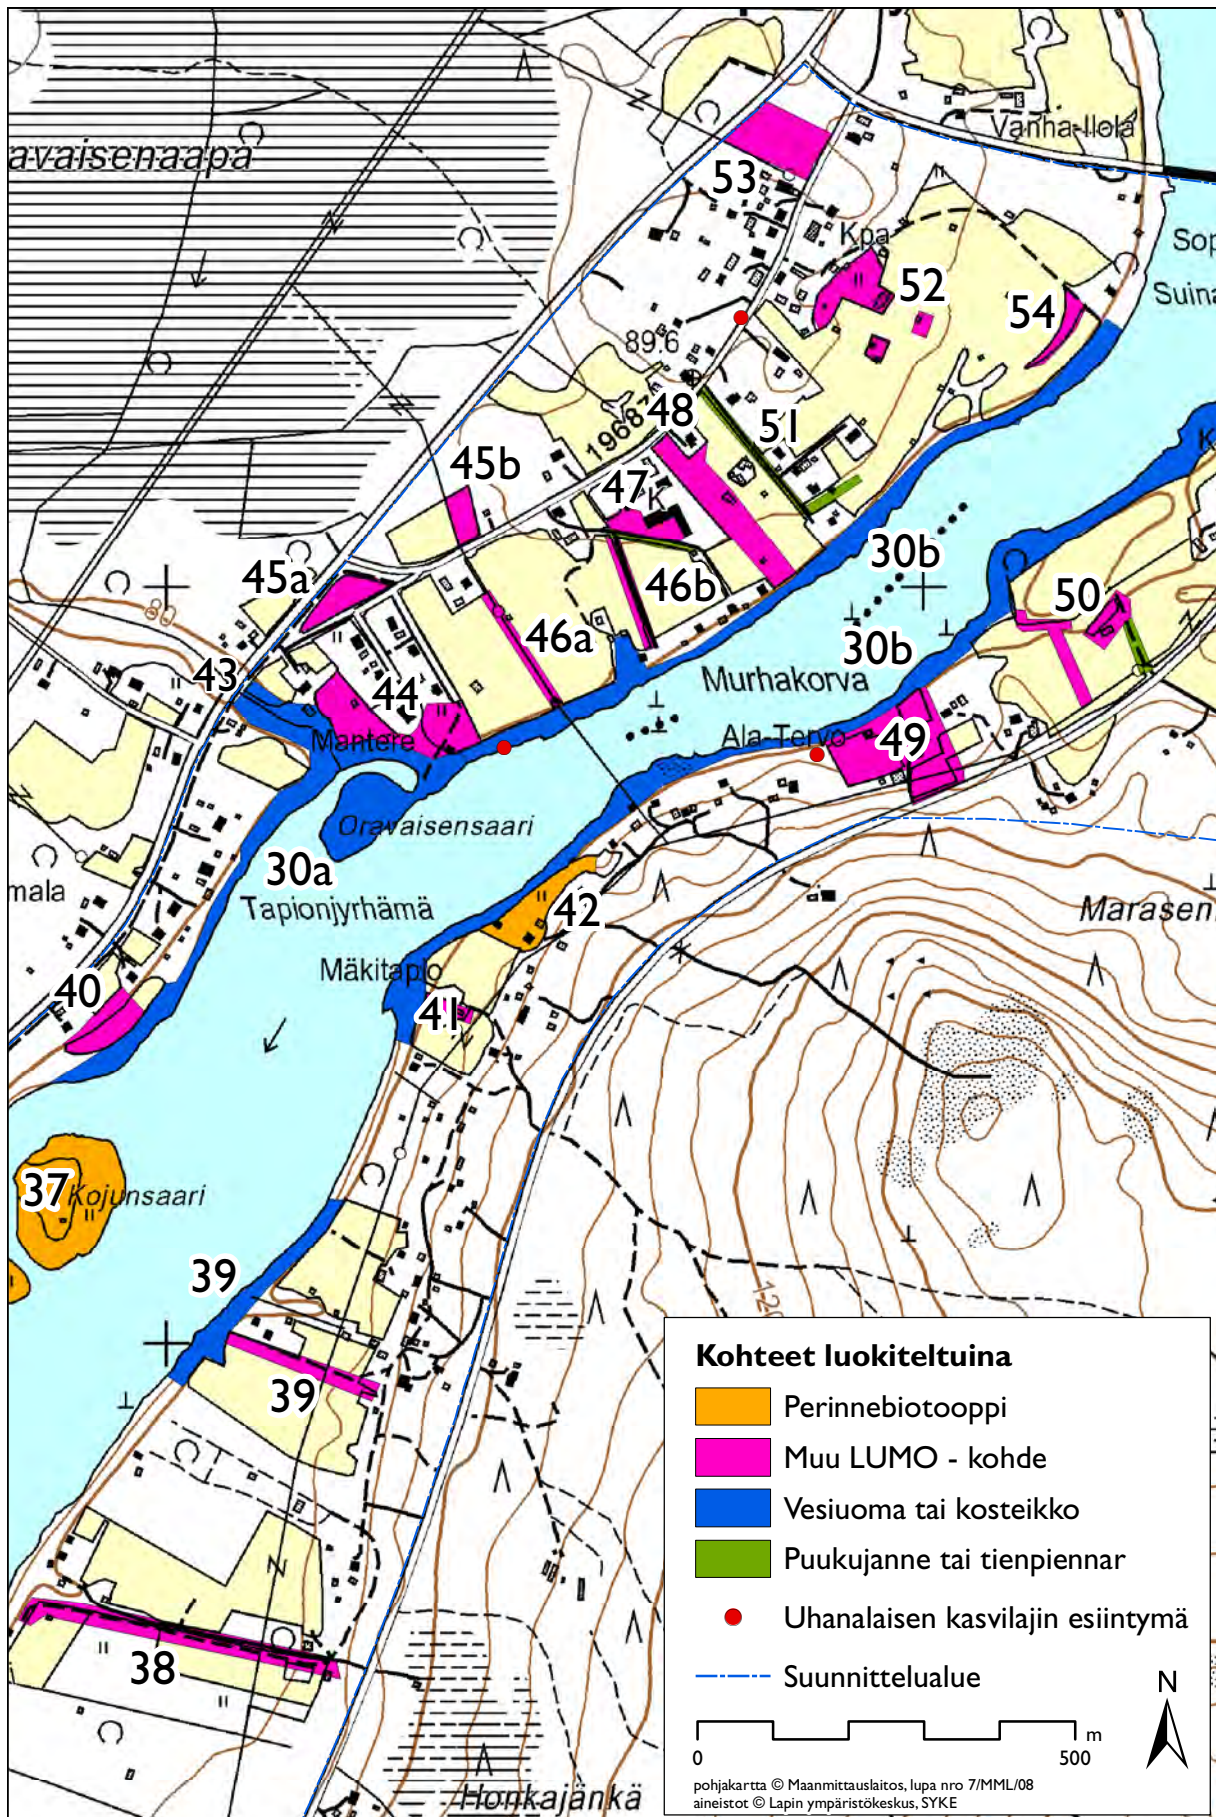 avaisenaapa
Vanha-Ilola
53
Kpa
Sop
Suina
52
54
89.6
48
1968
51
45b
47
K
K
30b
45a
80
46b
50
46a
30b
43
Murhakorva
44
Mantere
Ala-Tervo
49
Oravaisensaari
30a
mala
Tapionjyrhämä
42
Marasen
Mäkitapio
40
41
37
Kojunsaari
39
120
39
38
Honkajänkä
Kohteet luokiteltuina
Perinnebiotooppi
Muu LUMO - kohde
Vesiuoma tai kosteikko
Puukujanne tai tienpiennar
Uhanalaisen kasvilajin esiintymä
Suunnittelualue
N
m
0 500
pohjakartta © Maanmittauslaitos, lupa nro 7/MML/08
aineistot © Lapin ympäristökeskus, SYKE